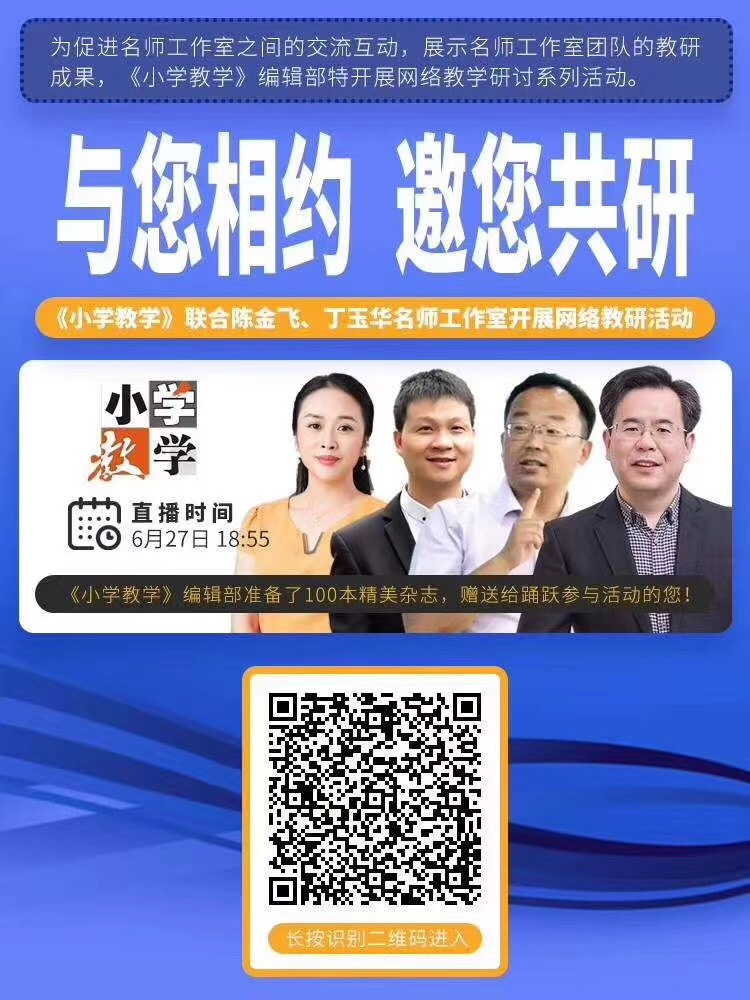 为促进名师工作室之间的交流互动，展示名师工作室团队的教研
成果，《小学教学》编辑部特开展网络教学研讨系列活动。
与您相约 邀您共研
《小学教学》联合陈金飞、丁玉华名师工作室开展网络教研活动
小学
教学
直播时间
6月27日 18:55
《小学教学》编辑部准备了100本精美杂志，赠送给踊跃参与活动的您！
长按识别二维码进入